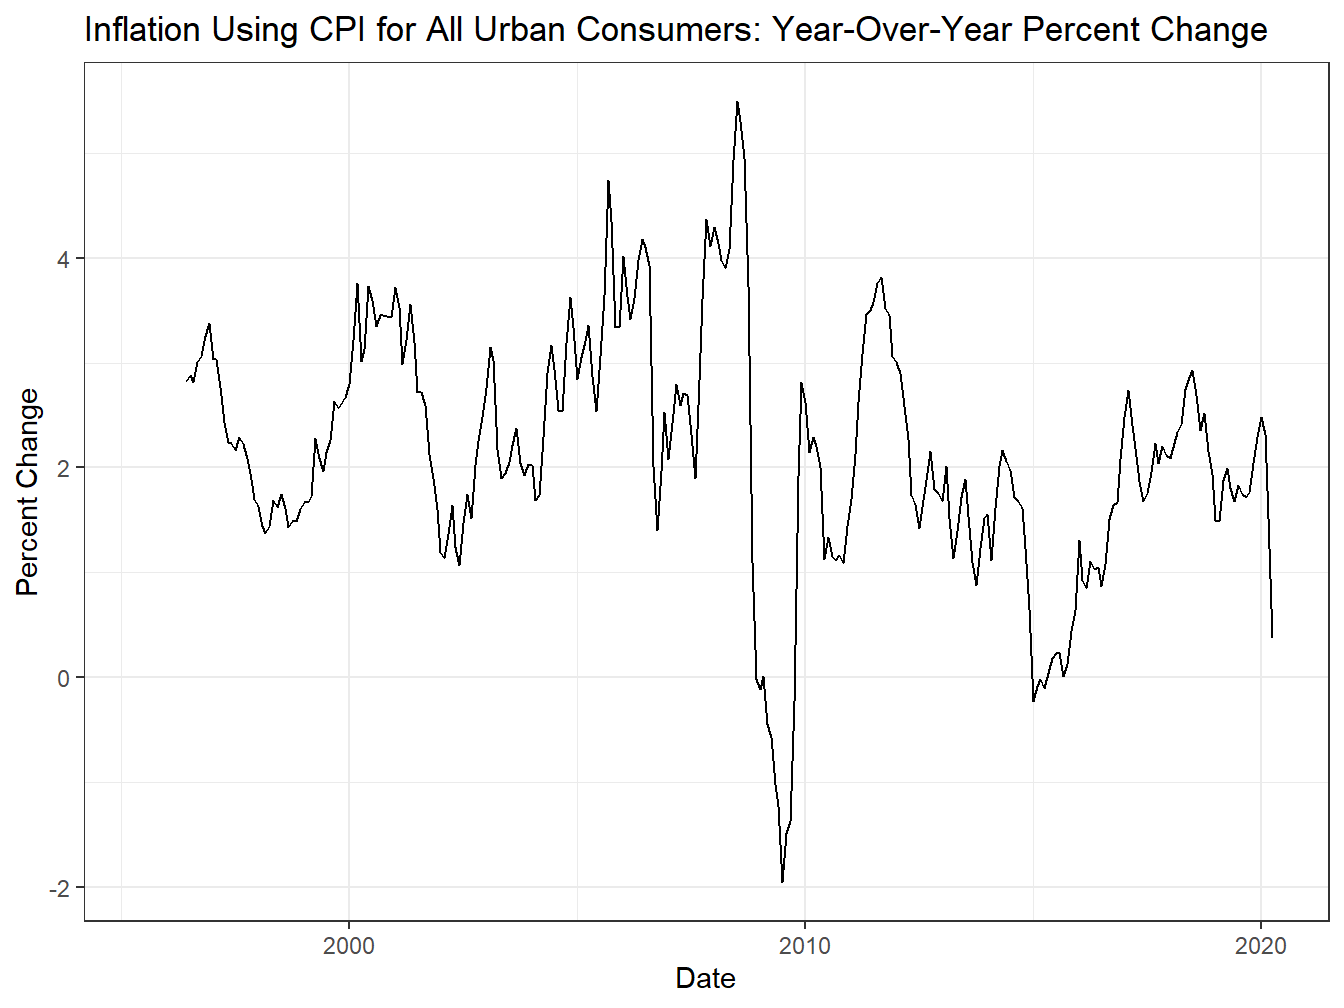 Inflation Using CPI for All Urban Consumers: Year-Over-Year Percent Change
Percent Change
4
2
0
-2
2000 2010 2020
Date